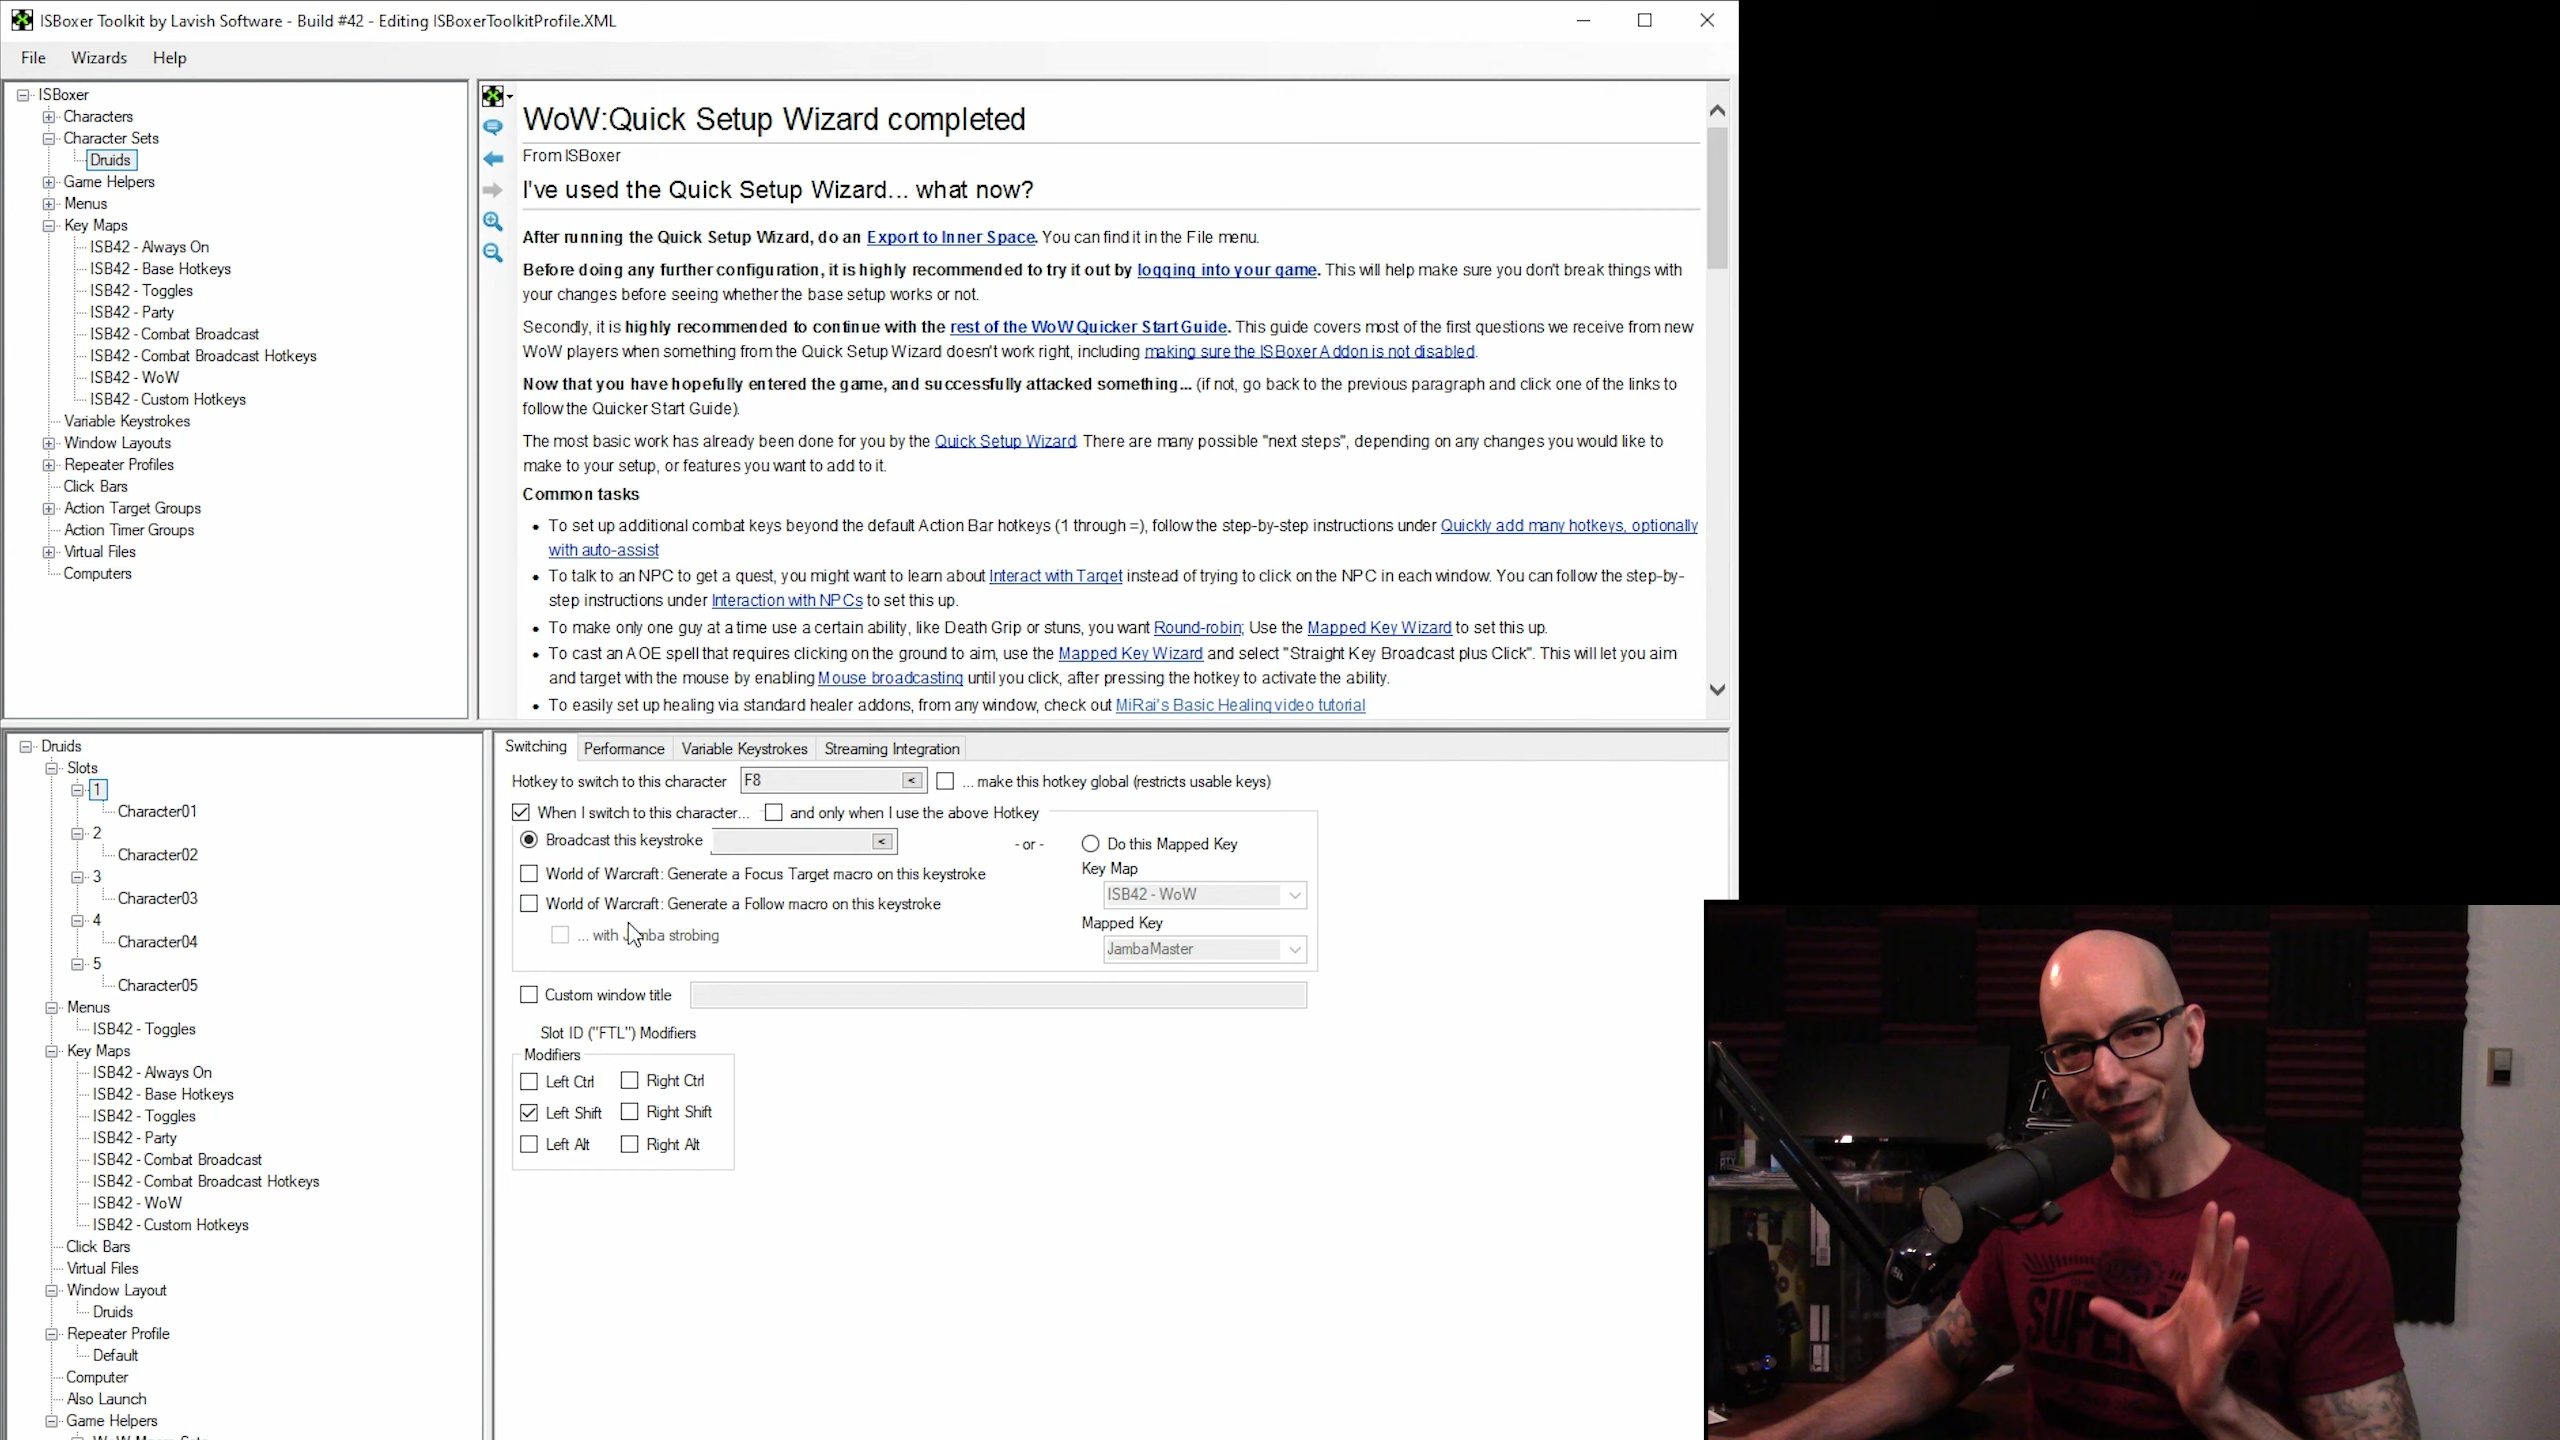 ISBoxer Toolkit by Lavish Software - Build #42 - Editing ISBoxerToolkitProfile.XML
File Wizards Help
ISBoxer
Characters
Character Sets
Druids
Game Helpers
Menus
Key Maps
ISB42 - Always On
ISB42 - Base Hotkeys
ISB42 - Toggles
ISB42 - Party
ISB42 - Combat Broadcast
ISB42 - Combat Broadcast Hotkeys
ISB42 - WoW
ISB42 - Custom Hotkeys
Variable Keystrokes
Window Layouts
Repeater Profiles
Click Bars
Action Target Groups
Action Timer Groups
Virtual Files
Computers
WoW:Quick Setup Wizard completed
From ISBoxer
I've used the Quick Setup Wizard... what now?
After running the Quick Setup Wizard, do an Export to Inner Space. You can find it in the File menu.
Before doing any further configuration, it is highly recommended to try it out by logging into your game. This will help make sure you don't break things with
your changes before seeing whether the base setup works or not.
Secondly, it is highly recommended to continue with the rest of the WoW Quicker Start Guide. This guide covers most of the first questions we receive from new
WoW players when something from the Quick Setup Wizard doesn't work right, including making sure the ISBoxer Addon is not disabled.
Now that you have hopefully entered the game, and successfully attacked something... (if not, go back to the previous paragraph and click one of the links to
follow the Quicker Start Guide).
The most basic work has already been done for you by the Quick Setup Wizard. There are many possible "next steps", depending on any changes you would like to
make to your setup, or features you want to add to it.
Common tasks
• To set up additional combat keys beyond the default Action Bar hotkeys (1 through =), follow the step-by-step instructions under Quickly add many hotkeys, optionally
with auto-assist
• To talk to an NPC to get a quest, you might want to learn about Interact with Target instead of trying to click on the NPC in each window. You can follow the step-by-
step instructions under Interaction with NPCs to set this up.
• To make only one guy at a time use a certain ability, like Death Grip or stuns, you want Round-robin; Use the Mapped Key Wizard to set this up.
• To cast an AOE spell that requires clicking on the ground to aim, use the Mapped Key Wizard and select "Straight Key Broadcast plus Click". This will let you aim
and target with the mouse by enabling Mouse broadcasting until you click, after pressing the hotkey to activate the ability.
• To easily set up healing via standard healer addons, from any window, check out MiRai's Basic Healing video tutorial
Druids
Slots
1
Character01
2
Character02
3
Character03
4
Character04
5
Character05
Menus
ISB42 - Toggles
Key Maps
ISB42 - Always On
ISB42 - Base Hotkeys
ISB42 - Toggles
ISB42 - Party
ISB42 - Combat Broadcast
ISB42 - Combat Broadcast Hotkeys
ISB42 - WoW
ISB42 - Custom Hotkeys
Click Bars
Virtual Files
Window Layout
Druids
Repeater Profile
Default
Computer
Also Launch
Game Helpers
Switching Performance Variable Keystrokes Streaming Integration
Hotkey to switch to this character F8 < ... make this hotkey global (restricts usable keys)
When I switch to this character... and only when I use the above Hotkey
Broadcast this keystroke < - or - Do this Mapped Key
World of Warcraft: Generate a Focus Target macro on this keystroke
Key Map
ISB42 - WoW
World of Warcraft: Generate a Follow macro on this keystroke
Mapped Key
... with Jamba strobing
JambaMaster
Custom window title
Slot ID ("FTL") Modifiers
Modifiers
Left Ctrl Right Ctrl
Left Shift Right Shift
Left Alt Right Alt